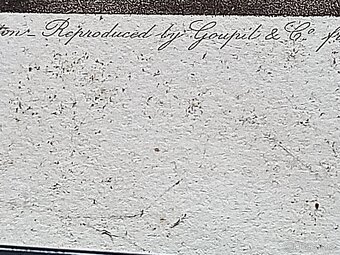 Reproduced by Goupil & Co